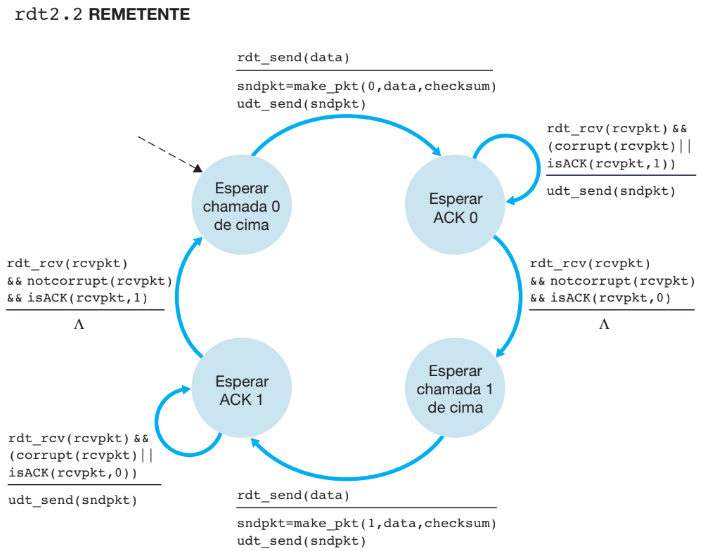 rdt2.2 REMETENTE
rdt_send(data)
sndpkt=make_pkt(0,data,checksum)
udt_send(sndpkt)
rdt_rcv(rcvpkt) &&
(corrupt(rcvpkt)||
isACK(rcvpkt,1))
udt_send(sndpkt)
Esperar
chamada 0
de cima
Esperar
ACK 0
rdt_rcv(rcvpkt)
&& notcorrupt(rcvpkt)
&& isACK(rcvpkt,1)
Λ
rdt_rcv(rcvpkt)
&& notcorrupt(rcvpkt)
&& isACK(rcvpkt,0)
Λ
Esperar
ACK 1
Esperar
chamada 1
de cima
rdt_rcv(rcvpkt) &&
(corrupt(rcvpkt)||
isACK(rcvpkt,0))
udt_send(sndpkt)
rdt_send(data)
sndpkt=make_pkt(1,data,checksum)
udt_send(sndpkt)